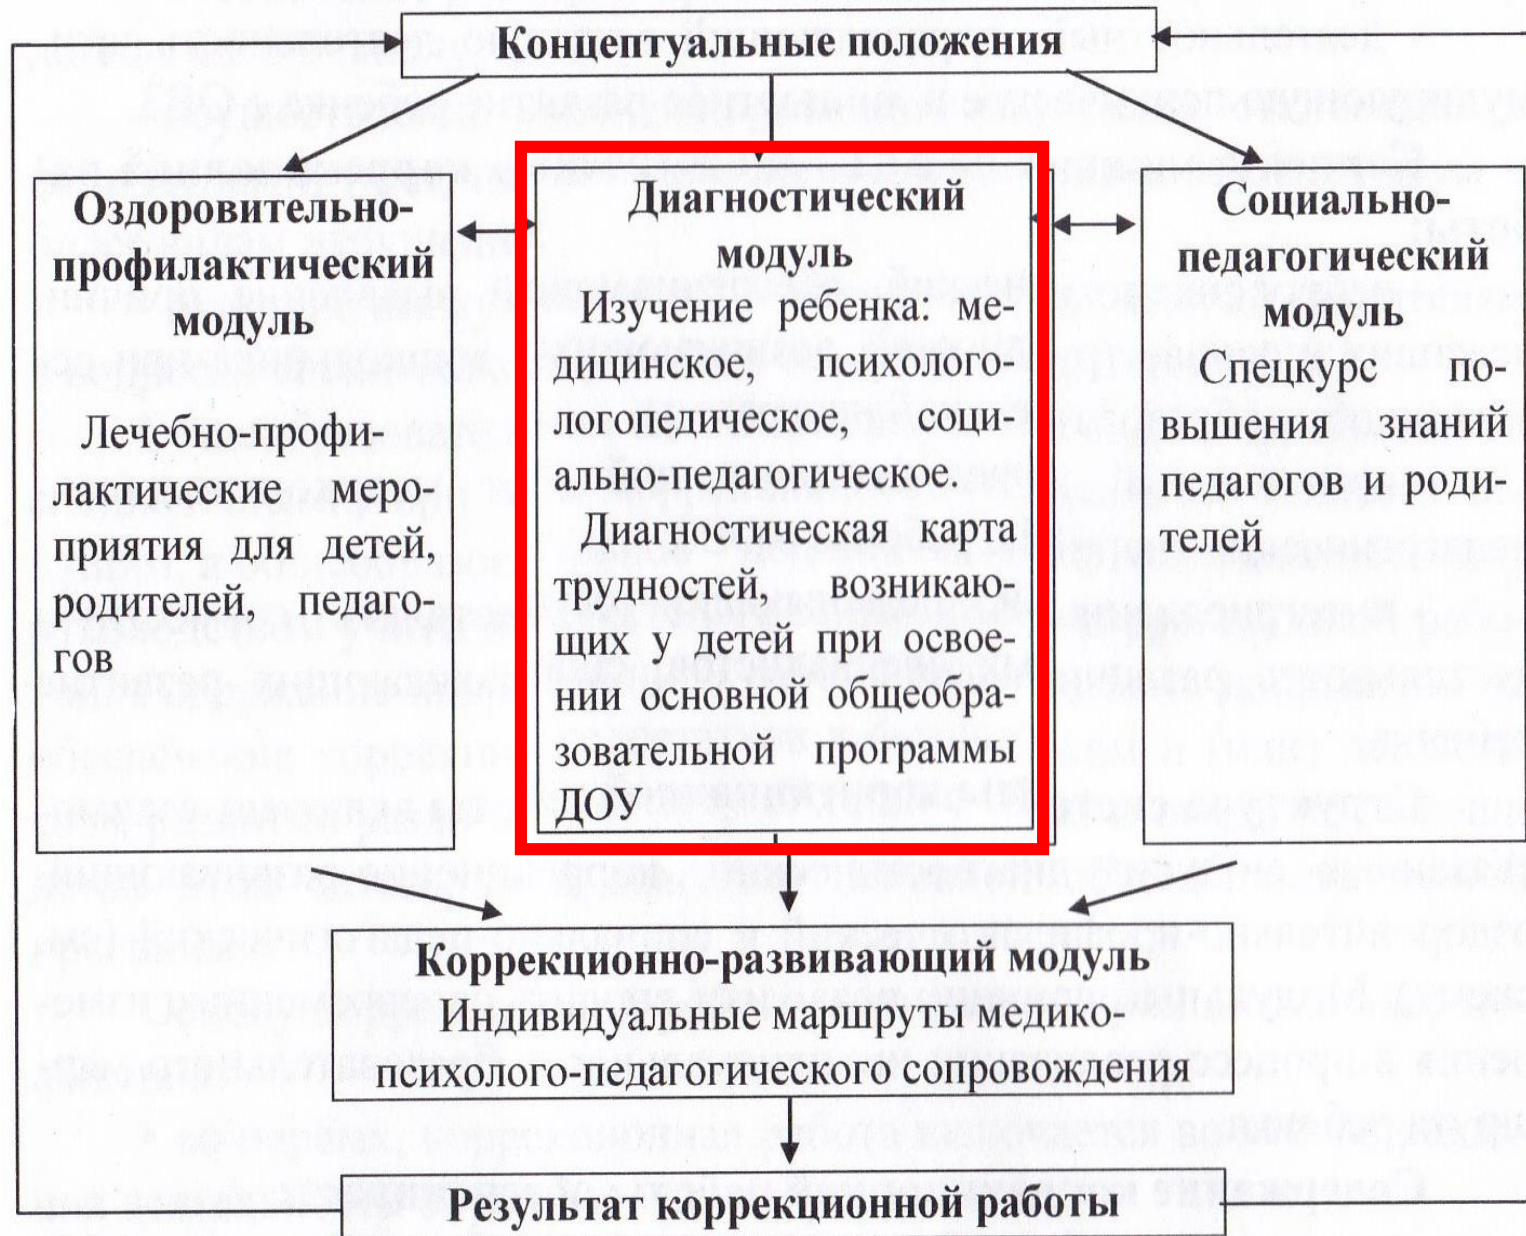 Концептуальные положения
Оздоровительно-
профилактический
модуль
Лечебно-профи-
лактические меро-
приятия для детей,
родителей, педаго-
гов
Диагностический
модуль
Изучение ребенка: ме-
дицинское, психолого-
логопедическое, соци-
ально-педагогическое.
Диагностическая карта
трудностей, возникаю-
щих у детей при освое-
нии основной общеобра-
зовательной программы
ДОУ
Социально-
педагогический
модуль
Спецкурс по-
вышения знаний
педагогов и роди-
телей
Коррекционно-развивающий модуль
Индивидуальные маршруты медико-
психолого-педагогического сопровождения
Результат коррекционной работы